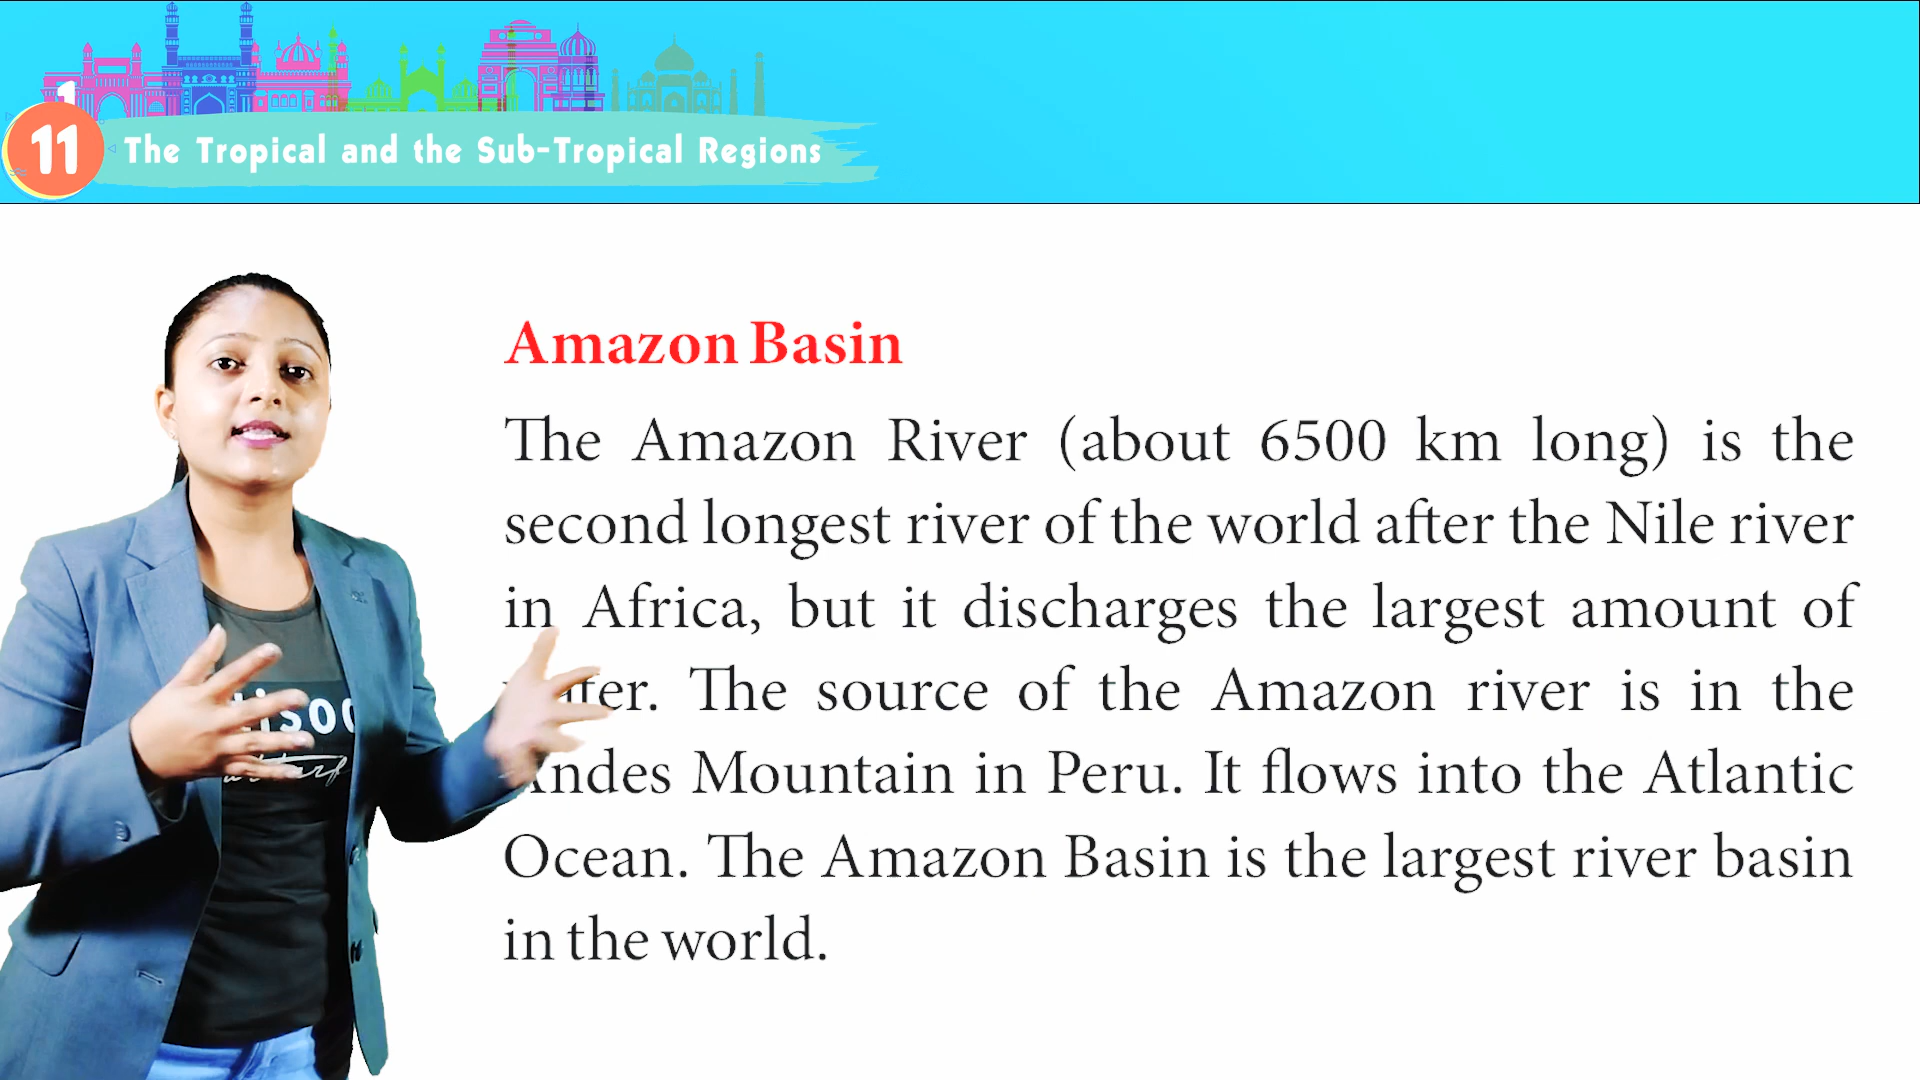 1
11
The Tropical and the Sub-Tropical Regions
Amazon Basin
The Amazon River (about 6500 km long) is the
second longest river of the world after the Nile river
in Africa, but it discharges the largest amount of
The source of the Amazon river is in the
Andes Mountain in Peru. It flows into the Atlantic
Ocean. The Amazon Basin is the largest river basin
in the world.